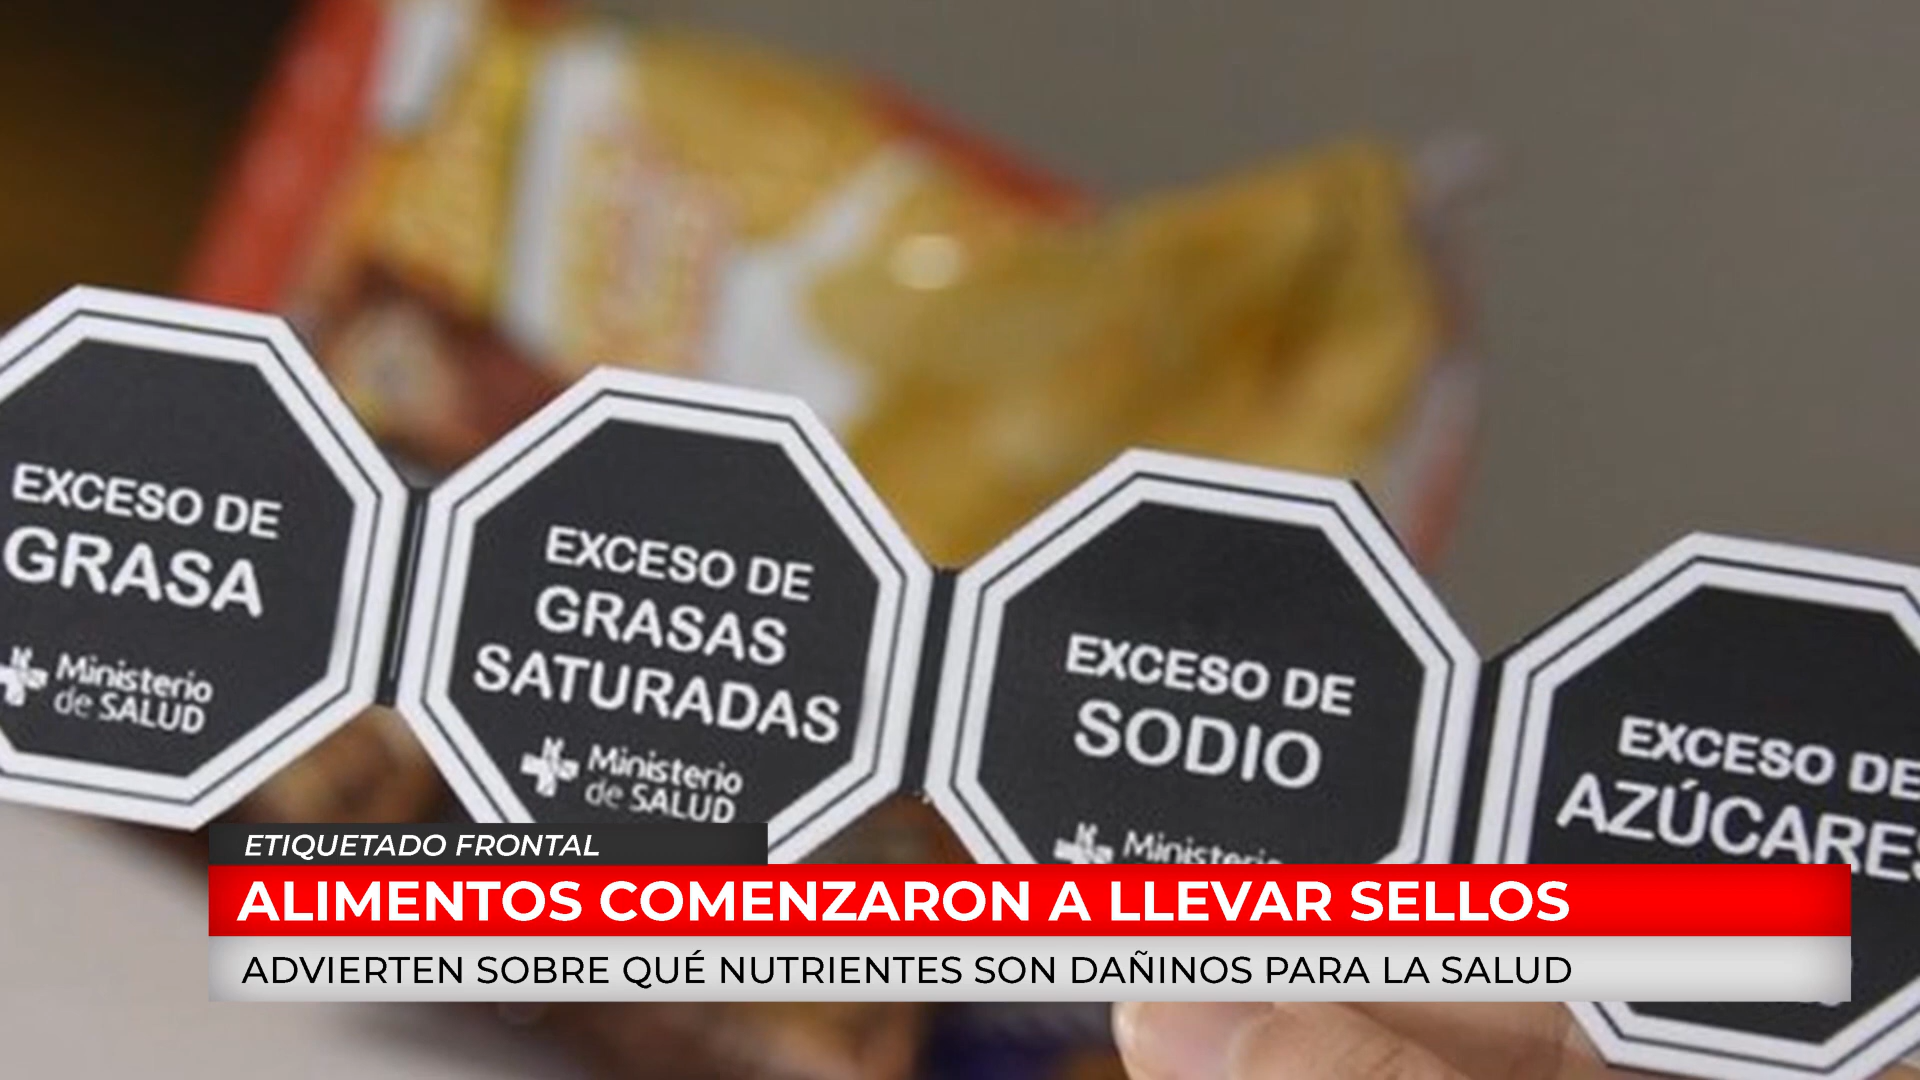 EXCESO DE
GRASA
Ministerio
de SALUD
EXCESO DE
GRASAS
SATURADAS
Ministerio
de SALUD
EXCESO DE
SODIO
Ministerio
EXCESO DE
AZÚCARES
ETIQUETADO FRONTAL
ALIMENTOS COMENZARON A LLEVAR SELLOS
ADVIERTEN SOBRE QUÉ NUTRIENTES SON DAÑINOS PARA LA SALUD